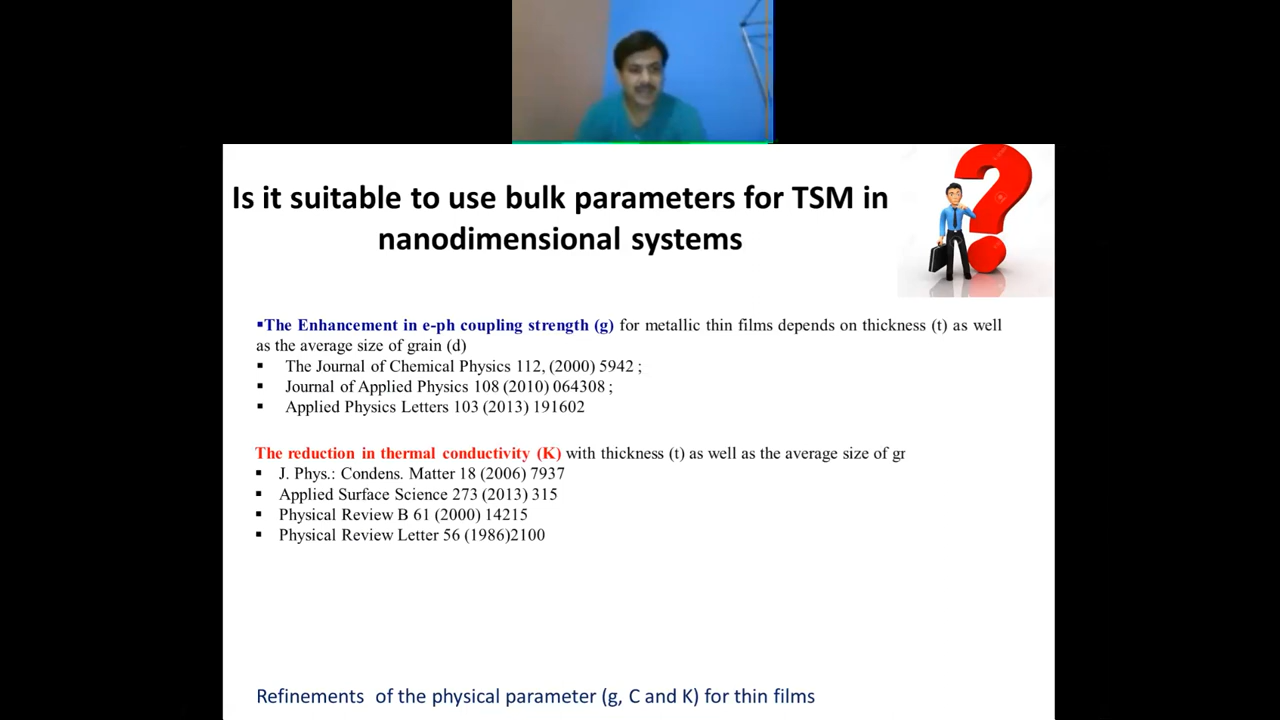 Is it suitable to use bulk parameters for TSM in
nanodimensional systems
▪The Enhancement in e-ph coupling strength (g) for metallic thin films depends on thickness (t) as well
as the average size of grain (d)
▪ The Journal of Chemical Physics 112, (2000) 5942 ;
▪ Journal of Applied Physics 108 (2010) 064308 ;
▪ Applied Physics Letters 103 (2013) 191602
The reduction in thermal conductivity (K) with thickness (t) as well as the average size of gr
▪ J. Phys.: Condens. Matter 18 (2006) 7937
▪ Applied Surface Science 273 (2013) 315
▪ Physical Review B 61 (2000) 14215
▪ Physical Review Letter 56 (1986)2100
Refinements of the physical parameter (g, C and K) for thin films